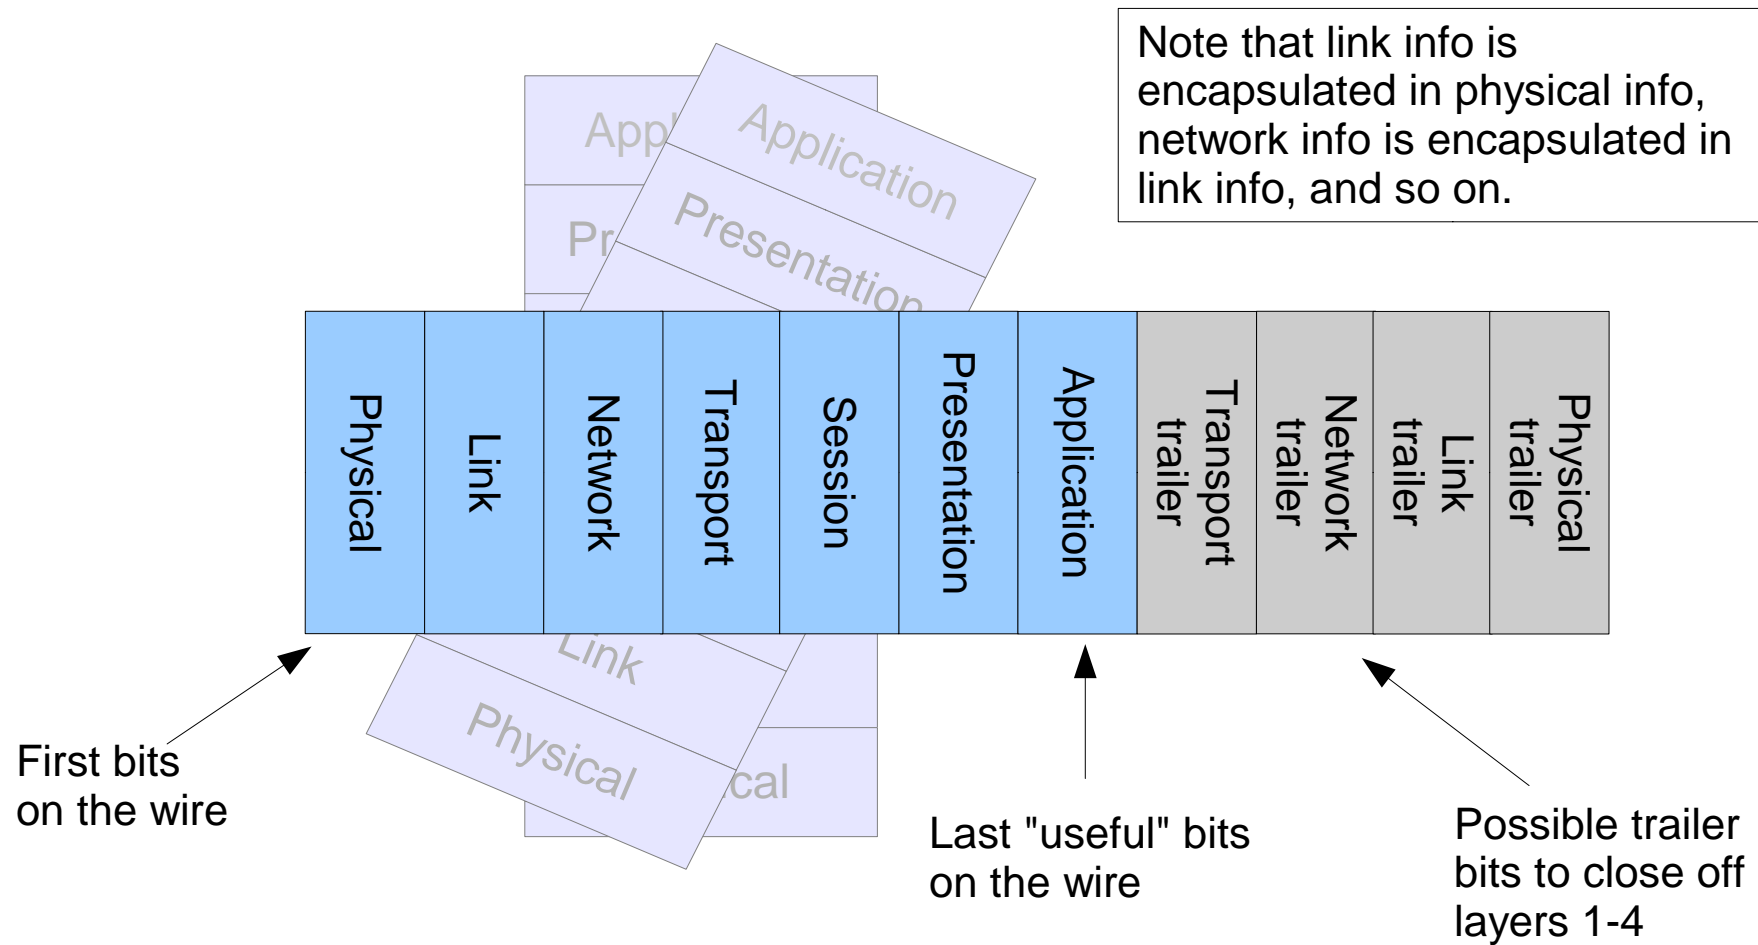 Note that link info is
encapsulated in physical info,
network info is encapsulated in
link info, and so on.
Appl
Pr
cal
Application
Presentation
Link
Physical
Physical
Link
Network
Transport
Session
Presentation
Application
Transport
trailer
Network
trailer
Link
trailer
Physical
trailer
First bits
on the wire
Last "useful" bits
on the wire
Possible trailer
bits to close off
layers 1-4